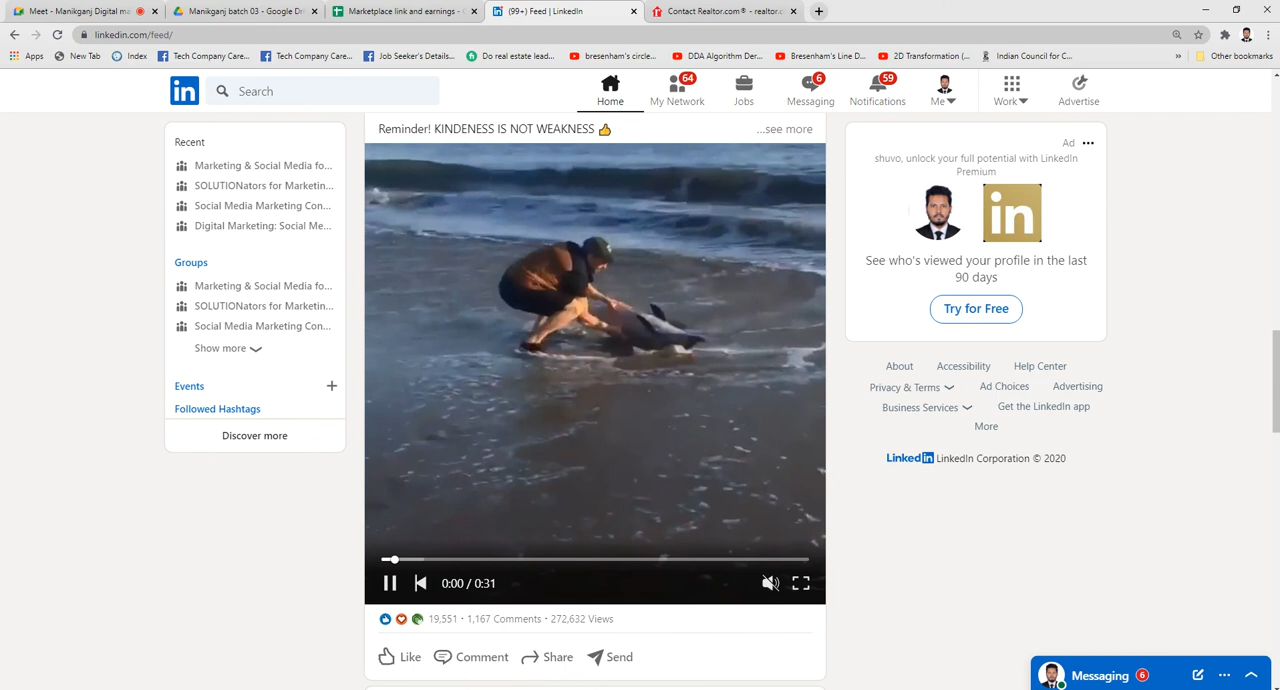 Meet - Manikganj Digital ma
Manikganj batch 03 - Google Dri
Marketplace link and earnings - G
(99+) Feed | LinkedIn
Contact Realtor.com® - realtor.c
linkedin.com/feed/
Apps
New Tab
Index
Tech Company Care...
Tech Company Care...
Job Seeker's Details...
Do real estate lead...
bresenham's circle...
DDA Algorithm Der...
Bresenham's Line D...
2D Transformation (...
Indian Council for C...
»
Other bookmarks
in
Search
Home
64
My Network
Jobs
6
Messaging
59
Notifications
Me
Work
Advertise
Recent
Marketing & Social Media fo...
SOLUTIONators for Marketin...
Social Media Marketing Con...
Digital Marketing: Social Me...
Groups
Marketing & Social Media fo...
SOLUTIONators for Marketin...
Social Media Marketing Con...
Show more
Events
Followed Hashtags
Discover more
Reminder! KINDENESS IS NOT WEAKNESS 👍
...see more
0:00 / 0:31
19,551 • 1,167 Comments • 272,632 Views
Like
Comment
Share
Send
Ad
shuvo, unlock your full potential with LinkedIn
Premium
in
See who's viewed your profile in the last
90 days
Try for Free
About
Accessibility
Help Center
Privacy & Terms
Ad Choices
Advertising
Business Services
Get the LinkedIn app
More
Linked in LinkedIn Corporation © 2020
Messaging
6